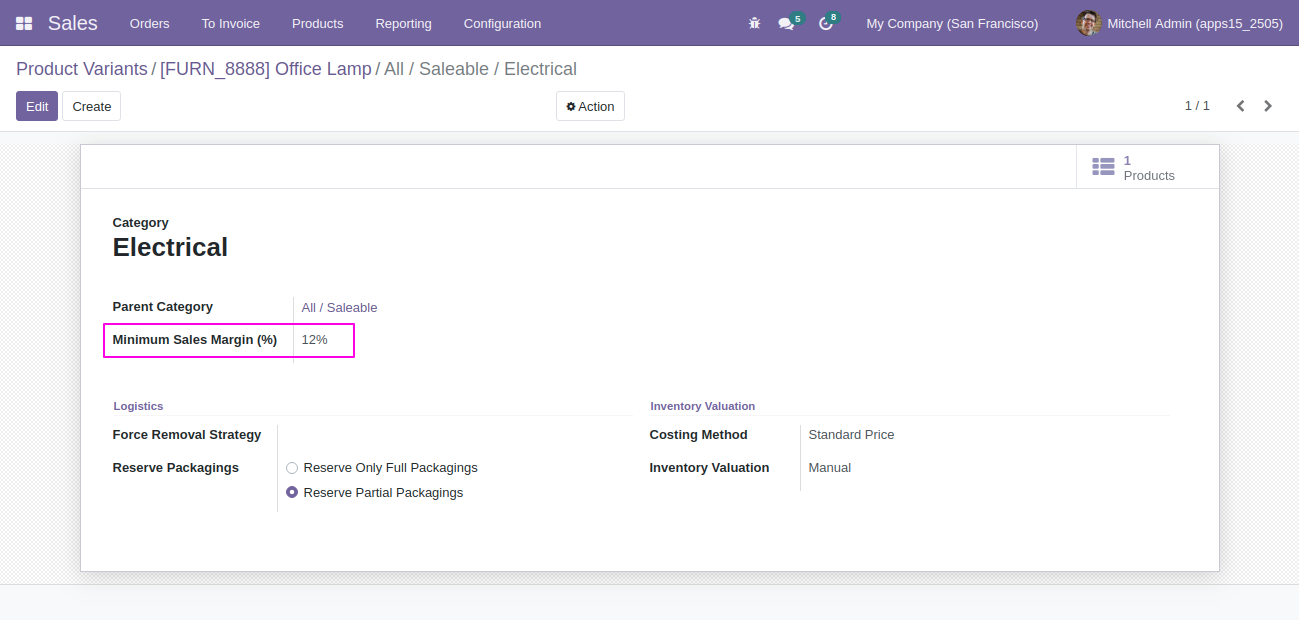 Sales Orders To Invoice Products Reporting Configuration 5 8 My Company (San Francisco) Mitchell Admin (apps15_2505)
Product Variants / [FURN_8888] Office Lamp / All / Saleable / Electrical
Edit Create Action 1 / 1
1
Products
Category
Electrical
Parent Category All / Saleable
Minimum Sales Margin (%) 12%
Logistics Inventory Valuation
Force Removal Strategy Costing Method Standard Price
Reserve Packagings Reserve Only Full Packagings Inventory Valuation Manual
Reserve Partial Packagings